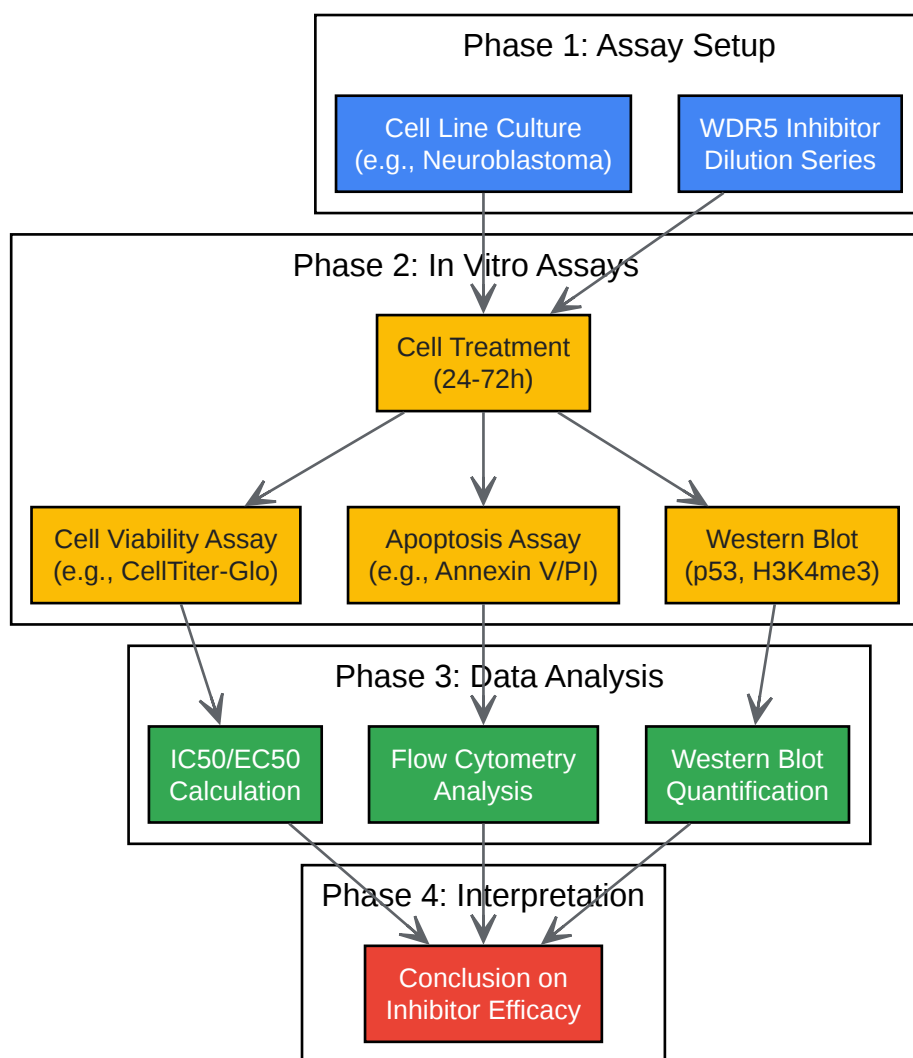 Phase 1: Assay Setup
Cell Line Culture
(e.g., Neuroblastoma)
WDR5 Inhibitor
Dilution Series
Phase 2: In Vitro Assays
Cell Treatment
(24-72h)
Cell Viability Assay
(e.g., CellTiter-Glo)
Apoptosis Assay
(e.g., Annexin V/PI)
Western Blot
(p53, H3K4me3)
Phase 3: Data Analysis
IC50/EC50
Calculation
Flow Cytometry
Analysis
Western Blot
Quantification
Phase 4: Interpretation
Conclusion on
Inhibitor Efficacy